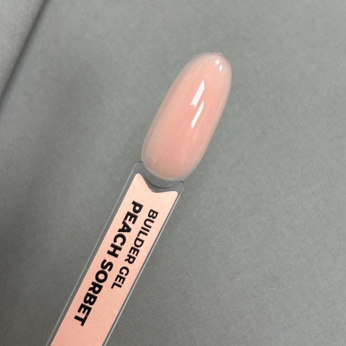 BUILDER GEL
PEACH SORBET